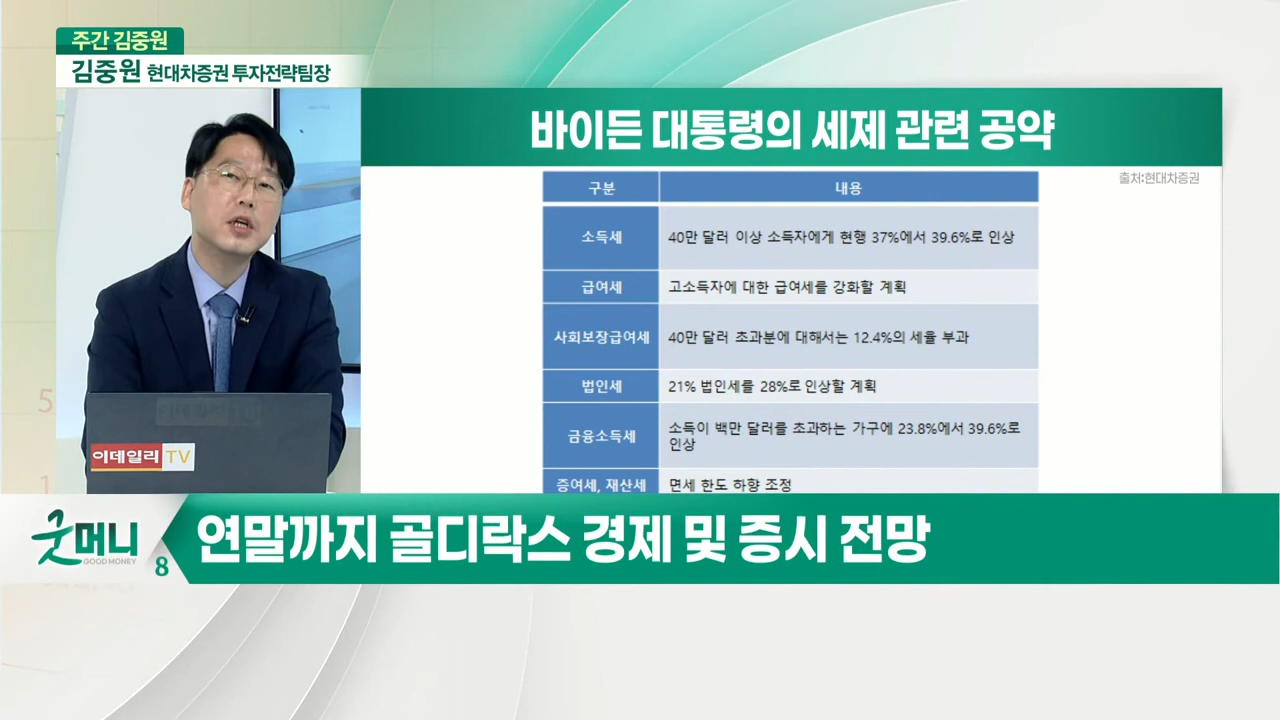 주간 김중원
김중원 현대차증권 투자전략팀장
바이든 대통령의 세제 관련 공약
출처:현대차증권
구분 내용
소득세 40만 달러 이상 소득자에게 현행 37%에서 39.6%로 인상
급여세 고소득자에 대한 급여세를 강화할 계획
사회보장급여세 40만 달러 초과분에 대해서는 12.4%의 세율 부과
법인세 21% 법인세를 28%로 인상할 계획
금융소득세 소득이 백만 달러를 초과하는 가구에 23.8%에서 39.6%로
인상
증여세, 재산세 면세 한도 하향 조정
5
1
이데일리 TV
굿머니
GOOD MONEY
8
연말까지 골디락스 경제 및 증시 전망